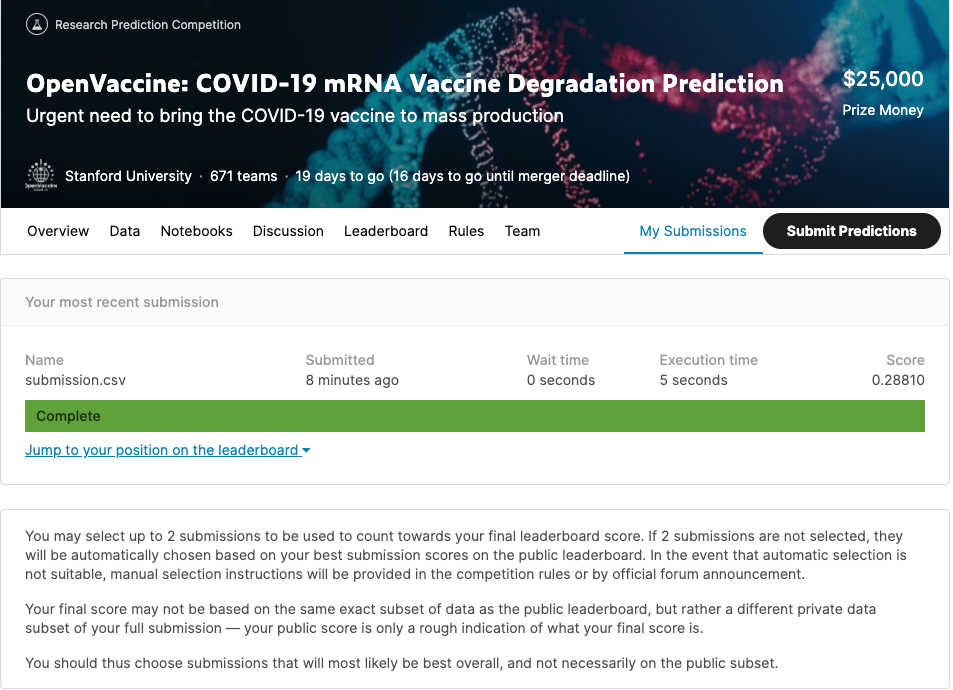 Research Prediction Competition
OpenVaccine: COVID-19 mRNA Vaccine Degradation Prediction
$25,000
Urgent need to bring the COVID-19 vaccine to mass production
Prize Money
OpenVaccine
Stanford University · 671 teams · 19 days to go (16 days to go until merger deadline)
Overview Data Notebooks Discussion Leaderboard Rules Team My Submissions Submit Predictions
Your most recent submission
Name Submitted Wait time Execution time Score
submission.csv 8 minutes ago 0 seconds 5 seconds 0.28810
Complete
Jump to your position on the leaderboard
You may select up to 2 submissions to be used to count towards your final leaderboard score. If 2 submissions are not selected, they
will be automatically chosen based on your best submission scores on the public leaderboard. In the event that automatic selection is
not suitable, manual selection instructions will be provided in the competition rules or by official forum announcement.
Your final score may not be based on the same exact subset of data as the public leaderboard, but rather a different private data
subset of your full submission — your public score is only a rough indication of what your final score is.
You should thus choose submissions that will most likely be best overall, and not necessarily on the public subset.